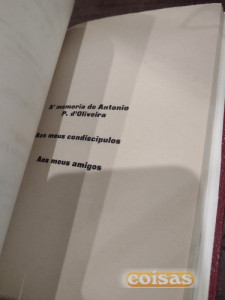 A' memoria de Antonio
P. d'Oliveira
Aos meus condiscipulos
Aos meus amigos
coisas